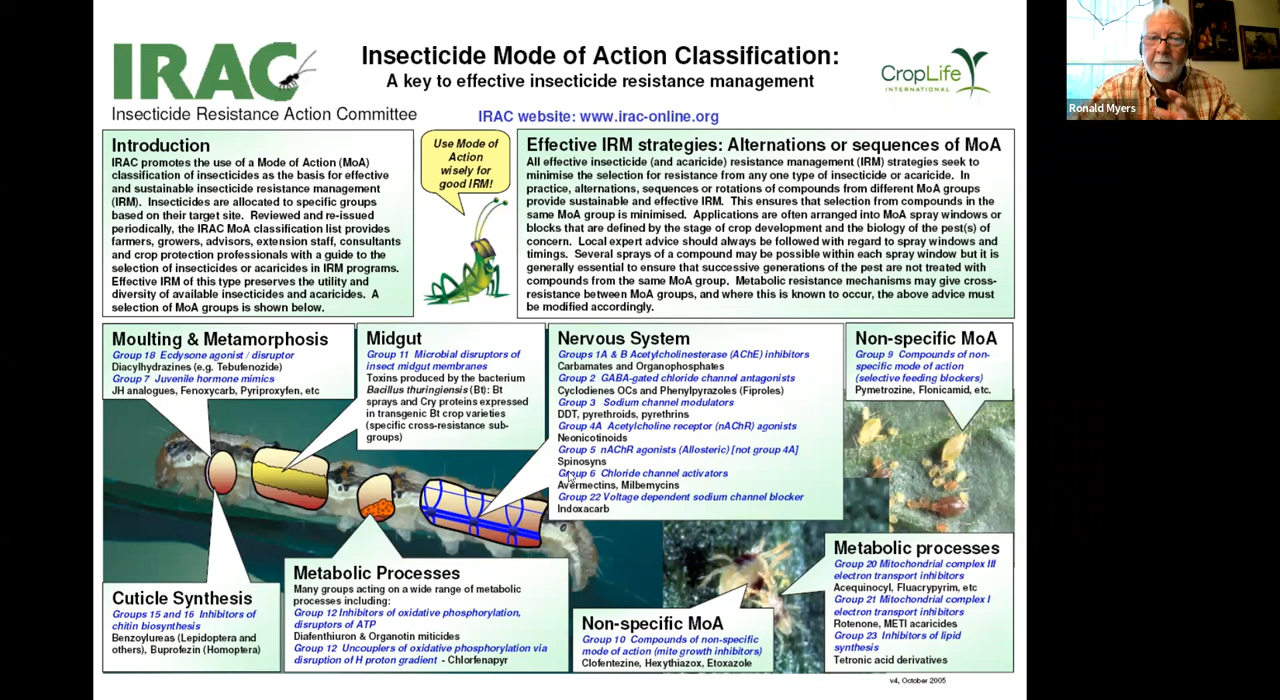 IRAC
Insecticide Resistance Action Committee
Insecticide Mode of Action Classification:
A key to effective insecticide resistance management
IRAC website: www.irac-online.org
CropLife
INTERNATIONAL
Ronald Myers
Introduction
IRAC promotes the use of a Mode of Action (MoA)
classification of insecticides as the basis for effective
and sustainable insecticide resistance management
(IRM). Insecticides are allocated to specific groups
based on their target site. Reviewed and re-issued
periodically, the IRAC MoA classification list provides
farmers, growers, advisors, extension staff, consultants
and crop protection professionals with a guide to the
selection of insecticides or acaricides in IRM programs.
Effective IRM of this type preserves the utility and
diversity of available insecticides and acaricides. A
selection of MoA groups is shown below.
Use Mode of
Action
wisely for
good IRM!
Effective IRM strategies: Alternations or sequences of MoA
All effective insecticide (and acaricide) resistance management (IRM) strategies seek to
minimise the selection for resistance from any one type of insecticide or acaricide. In
practice, alternations, sequences or rotations of compounds from different MoA groups
provide sustainable and effective IRM. This ensures that selection from compounds in the
same MoA group is minimised. Applications are often arranged into MoA spray windows or
blocks that are defined by the stage of crop development and the biology of the pest(s) of
concern. Local expert advice should always be followed with regard to spray windows and
timings. Several sprays of a compound may be possible within each spray window but it is
generally essential to ensure that successive generations of the pest are not treated with
compounds from the same MoA group. Metabolic resistance mechanisms may give cross-
resistance between MoA groups, and where this is known to occur, the above advice must
be modified accordingly.
Moulting & Metamorphosis
Group 18 Ecdysone agonist / disruptor
Diacylhydrazines (e.g. Tebufenozide)
Group 7 Juvenile hormone mimics
JH analogues, Fenoxycarb, Pyriproxyfen, etc
Midgut
Group 11 Microbial disruptors of
insect midgut membranes
Toxins produced by the bacterium
Bacillus thuringiensis (Bt): Bt
sprays and Cry proteins expressed
in transgenic Bt crop varieties
(specific cross-resistance sub-
groups)
Nervous System
Groups 1A & B Acetylcholinesterase (AChE) inhibitors
Carbamates and Organophosphates
Group 2 GABA-gated chloride channel antagonists
Cyclodienes OCs and Phenylpyrazoles (Fiproles)
Group 3 Sodium channel modulators
DDT, pyrethroids, pyrethrins
Group 4A Acetylcholine receptor (nAChR) agonists
Neonicotinoids
Group 5 nAChR agonists (Allosteric) [not group 4A]
Spinosyns
Group 6 Chloride channel activators
Avermectins, Milbemycins
Group 22 Voltage dependent sodium channel blocker
Indoxacarb
Non-specific MoA
Group 9 Compounds of non-
specific mode of action
(selective feeding blockers)
Pymetrozine, Flonicamid, etc.
Cuticle Synthesis
Groups 15 and 16 Inhibitors of
chitin biosynthesis
Benzoylureas (Lepidoptera and
others), Buprofezin (Homoptera)
Metabolic Processes
Many groups acting on a wide range of metabolic
processes including:
Group 12 Inhibitors of oxidative phosphorylation,
disruptors of ATP
Diafenthiuron & Organotin miticides
Group 12 Uncouplers of oxidative phosphorylation via
disruption of H proton gradient - Chlorfenapyr
Non-specific MoA
Group 10 Compounds of non-specific
mode of action (mite growth inhibitors)
Clofentezine, Hexythiazox, Etoxazole
Metabolic processes
Group 20 Mitochondrial complex III
electron transport inhibitors
Acequinocyl, Fluacrypyrim, etc
Group 21 Mitochondrial complex I
electron transport inhibitors
Rotenone, METI acaricides
Group 23 Inhibitors of lipid
synthesis
Tetronic acid derivatives
v4, October 2005